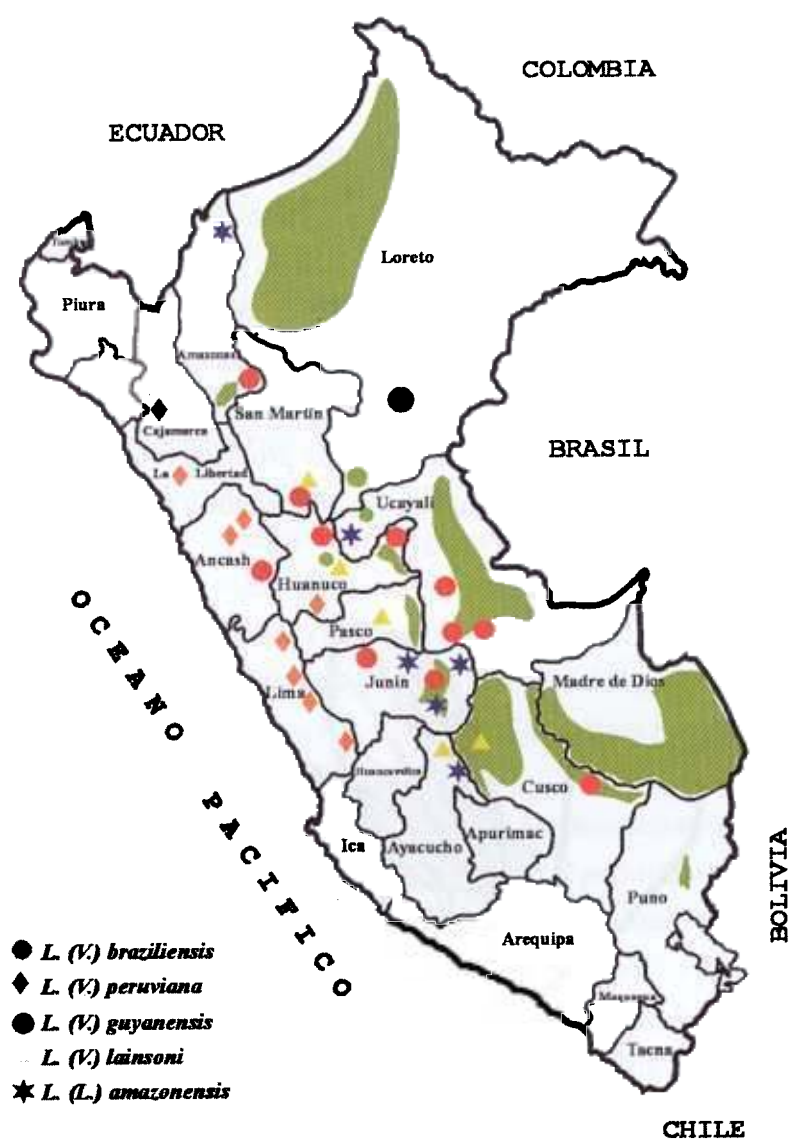 COLOMBIA
ECUADOR
Loreto
Piura
Amazonas
San Martín
Cajamarca
BRASIL
La Libertad
Ucayali
Ancash
Huanuco
Pasco
OCEANO PACIFICO
Junin
Madre de Dios
Lima
Huancavelica
Cusco
Ica
Ayacucho
Apurimac
BOLIVIA
Puno
Arequipa
L. (V.) braziliensis
L. (V.) peruviana
L. (V.) guyanensis
L. (V.) lainsoni
L. (L.) amazonensis
Moquegua
Tacna
CHILE